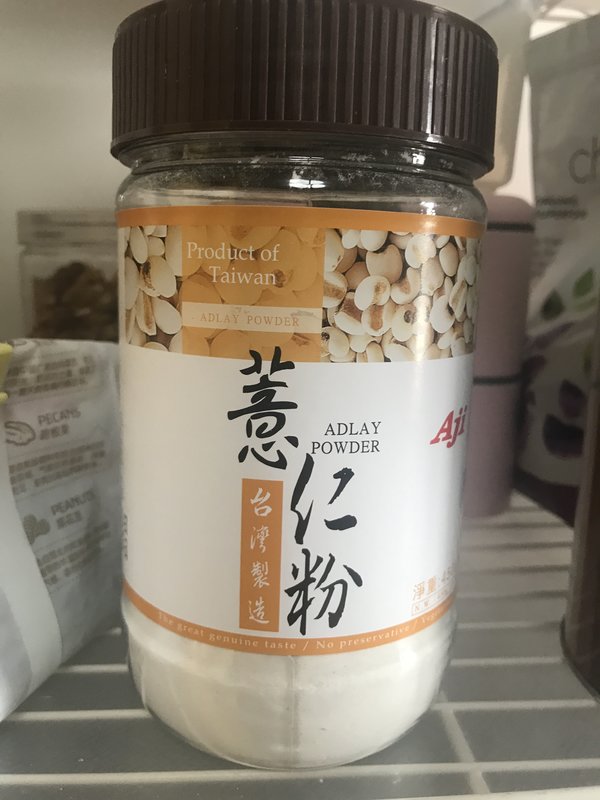 Product of
Taiwan
- ADLAY POWDER
薏仁粉
ADLAY
POWDER
Aji
台灣製造
淨重
The great genuine taste / No preservative /
PECANS
PEANUTS